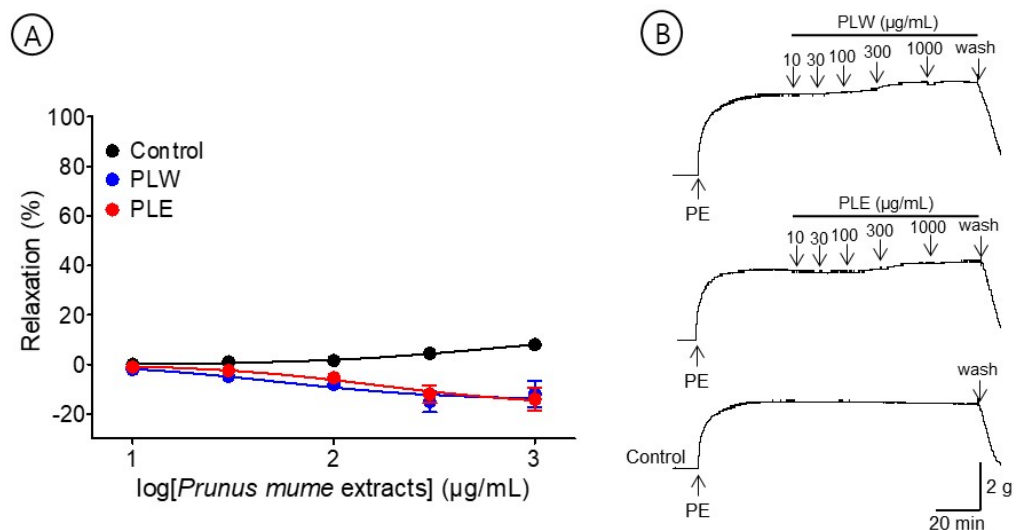 A
100
80
60
40
20
0
-20
Relaxation (%)
Control
PLW
PLE
1
2
3
log[Prunus mume extracts] (μg/mL)
B
PLW (μg/mL)
10 30 100 300 1000 wash
PE
PLE (μg/mL)
10 30 100 300 1000 wash
PE
wash
Control
PE
2 g
20 min